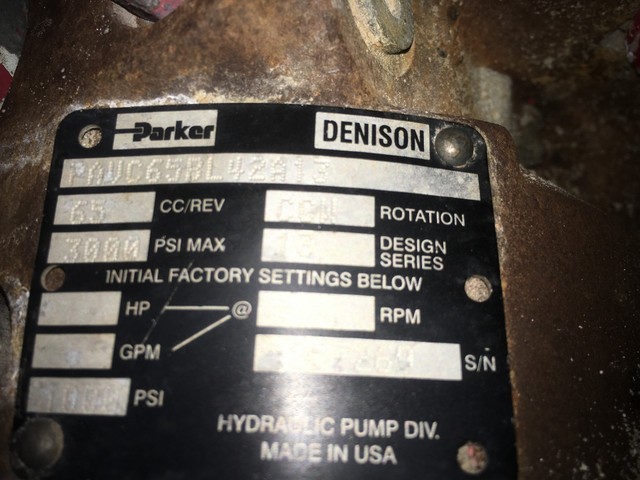 Parker DENISON
PAVC65RL42A13
65 CC/REV CCW ROTATION
3000 PSI MAX 13 DESIGN SERIES
INITIAL FACTORY SETTINGS BELOW
HP @ RPM
GPM
S/N
PSI
HYDRAULIC PUMP DIV.
MADE IN USA